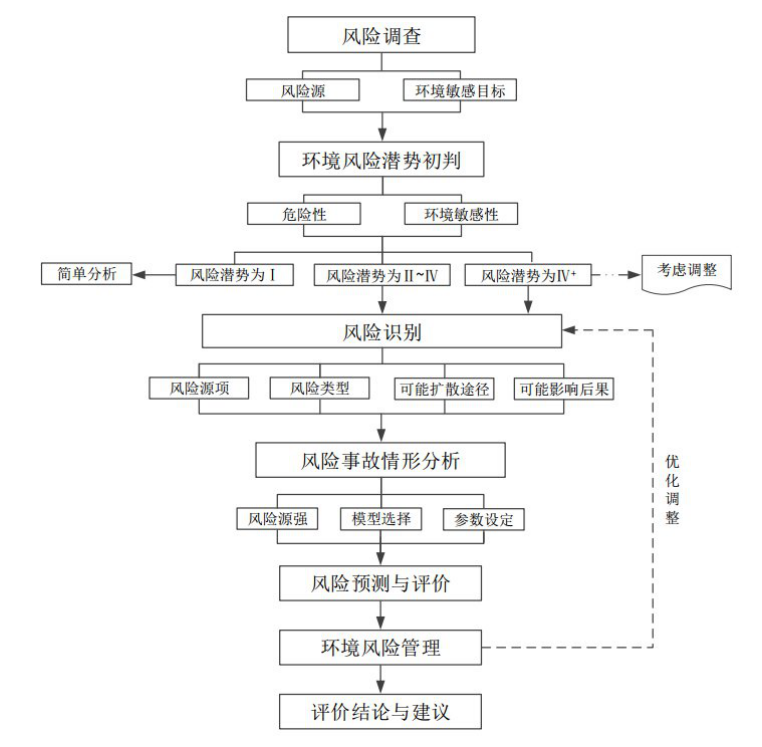 风险调查
风险源
环境敏感目标
环境风险潜势初判
危险性
环境敏感性
简单分析
风险潜势为Ⅰ
风险潜势为Ⅱ~Ⅳ
风险潜势为Ⅳ⁺
考虑调整
风险识别
风险源项
风险类型
可能扩散途径
可能影响后果
风险事故情形分析
优化调整
风险源强
模型选择
参数设定
风险预测与评价
环境风险管理
评价结论与建议